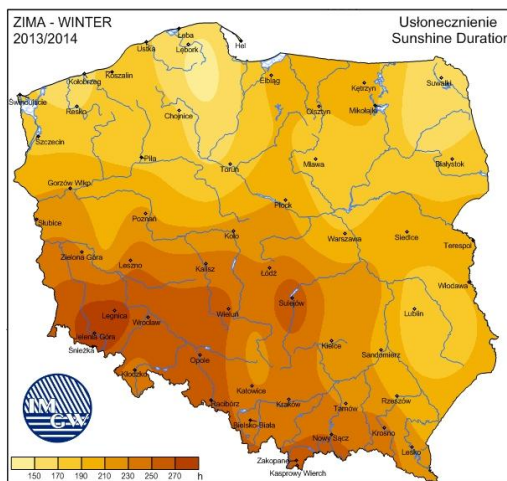 ZIMA - WINTER
2013/2014
Usłonecznienie
Sunshine Duration
Łeba
Hel
Ustka
Lębork
Koszalin
Kołobrzeg
Elbląg
Kętrzyn
Suwałki
Świnoujście
Resko
Chojnice
Olsztyn
Mikołajki
Szczecin
Piła
Toruń
Mława
Białystok
Gorzów Wlkp.
Płock
Słubice
Poznań
Koło
Warszawa
Siedlce
Terespol
Zielona Góra
Leszno
Kalisz
Łódź
Włodawa
Sulejów
Legnica
Wrocław
Wieluń
Lublin
Jelenia Góra
Śnieżka
Kielce
Sandomierz
Opole
Kłodzko
Katowice
Racibórz
Kraków
Tarnów
Rzeszów
Bielsko-Biała
Nowy Sącz
Krosno
Lesko
Zakopane
Kasprowy Wierch
IM
GW
150 170 190 210 230 250 270 h